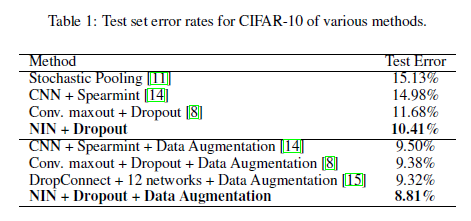 Table 1: Test set error rates for CIFAR-10 of various methods.
Method Test Error
Stochastic Pooling [11] 15.13%
CNN + Spearmint [14] 14.98%
Conv. maxout + Dropout [8] 11.68%
NIN + Dropout 10.41%
CNN + Spearmint + Data Augmentation [14] 9.50%
Conv. maxout + Dropout + Data Augmentation [8] 9.38%
DropConnect + 12 networks + Data Augmentation [15] 9.32%
NIN + Dropout + Data Augmentation 8.81%